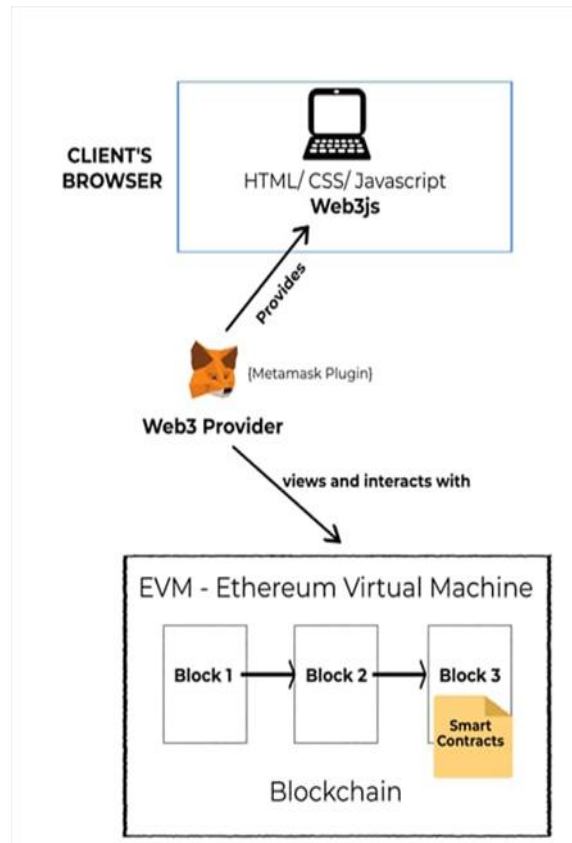 CLIENT'S
BROWSER
HTML/ CSS/ Javascript
Web3js
Provides
{Metamask Plugin}
Web3 Provider
views and interacts with
EVM - Ethereum Virtual Machine
Block 1
Block 2
Block 3
Smart
Contracts
Blockchain